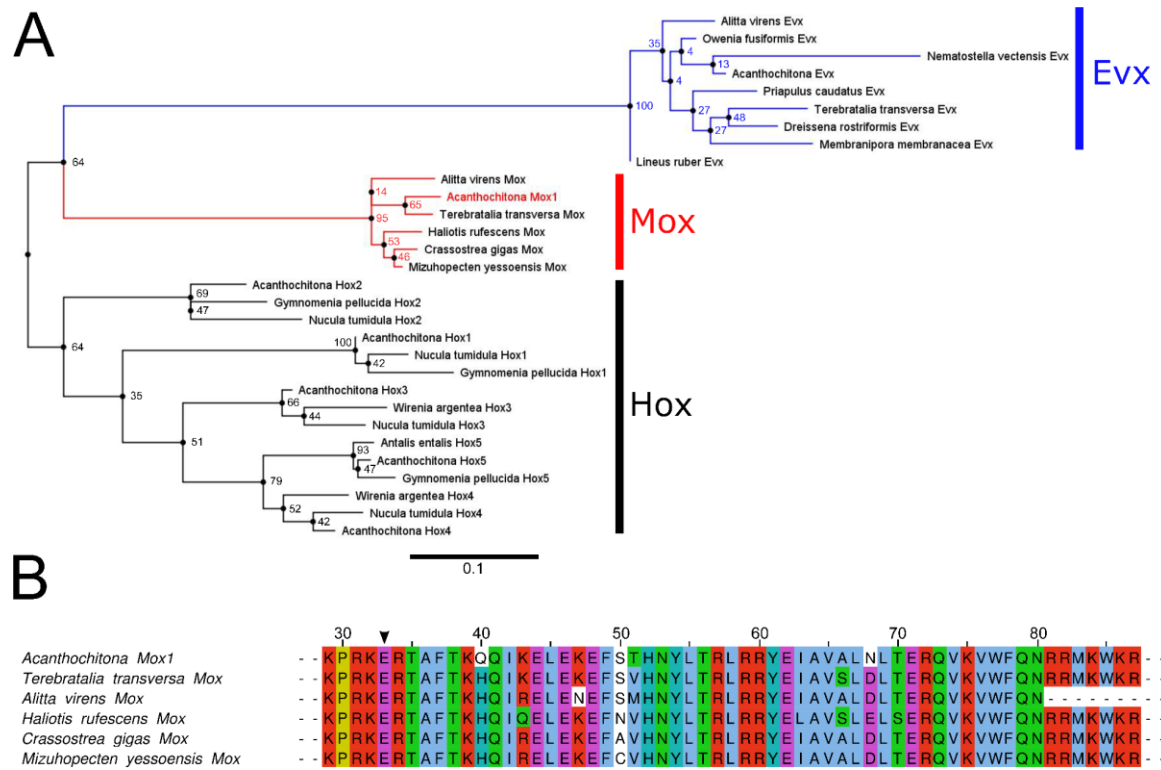 A
Alitta virens Evx
35
Owenia fusiformis Evx
4
Nematostella vectensis Evx
13
Acanthochitona Evx
4
Priapulus caudatus Evx
27
100
Terebratalia transversa Evx
48
Dreissena rostriformis Evx
27
Membranipora membranacea Evx
Lineus ruber Evx
Evx
64
Alitta virens Mox
14
Acanthochitona Mox1
65
Terebratalia transversa Mox
95
Haliotis rufescens Mox
53
Crassostrea gigas Mox
46
Mizuhopecten yessoensis Mox
Mox
Acanthochitona Hox2
69
Gymnomenia pellucida Hox2
47
Nucula tumidula Hox2
64
Acanthochitona Hox1
100
Nucula tumidula Hox1
42
Gymnomenia pellucida Hox1
35
Acanthochitona Hox3
66
Wirenia argentea Hox3
44
Nucula tumidula Hox3
51
Antalis entalis Hox5
93
Acanthochitona Hox5
47
Gymnomenia pellucida Hox5
79
Wirenia argentea Hox4
52
Nucula tumidula Hox4
42
Acanthochitona Hox4
Hox
0.1
B
30 40 50 60 70 80
Acanthochitona Mox1 - - K P R K E R T A F T K Q Q I K E L E K E F S T H N Y L T R L R R Y E I A V A L N L T E R Q V K V W F Q N R R M K W K R - -
Terebratalia transversa Mox - - K P R K E R T A F T K H Q I R E L E K E F S V H N Y L T R L R R Y E I A V S L D L T E R Q V K V W F Q N R R M K W K R - -
Alitta virens Mox - - K P R K E R T A F T K H Q I R E L E N E F S M H N Y L T R L R R Y E I A V A L D L T E R Q V K V W F Q N - - - - - - - - -
Haliotis rufescens Mox - - K P R K E R T A F T K H Q I Q E L E K E F N V H N Y L T R L R R Y E L A V S L E L S E R Q V K V W F Q N R R M K W K R - -
Crassostrea gigas Mox - - K P R K E R T A F T K H Q I R E L E K E F A V H N Y L T R L R R Y E I A V A L D L T E R Q V K V W F Q N R R M K W K R - -
Mizuhopecten yessoensis Mox - - K P R K E R T A F T K H Q I R E L E K E F C V H N Y L T R L R R Y E I A V A L D L T E R Q V K V W F Q N R R M K W K R - -